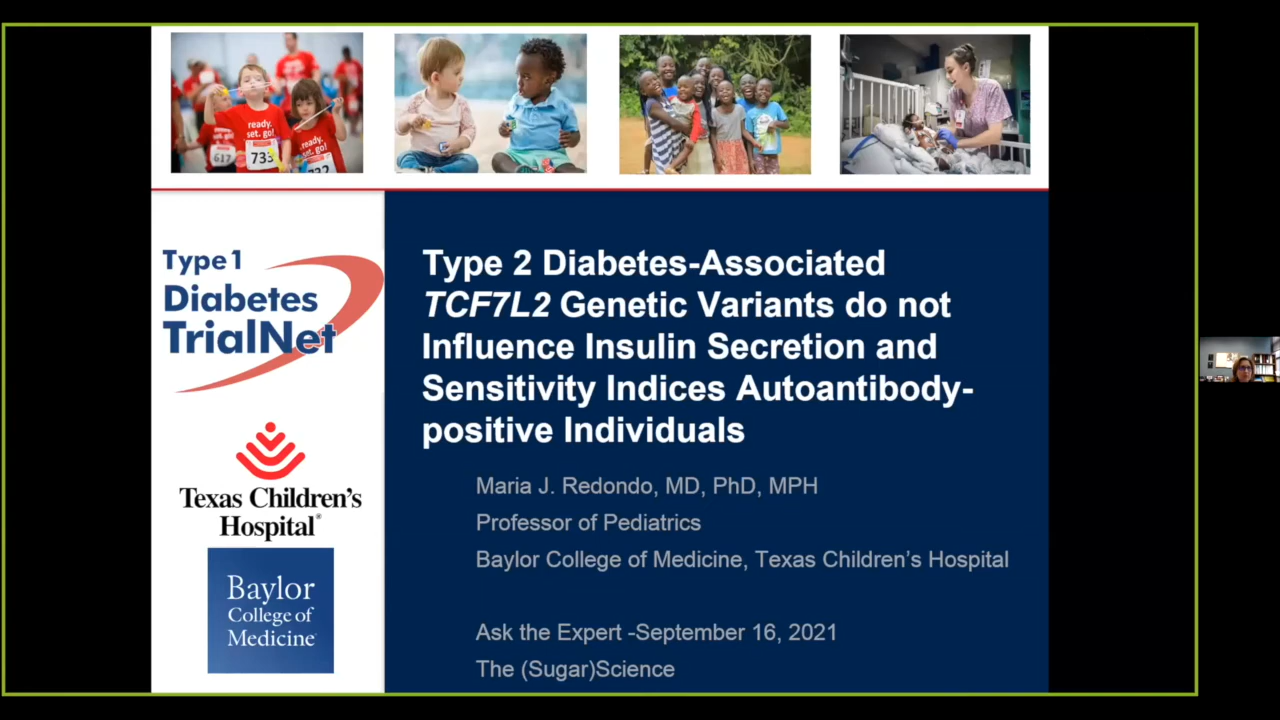 ready.
set. go!
617
733
ready.
set. go!
732
Type 1
Diabetes
TrialNet
Texas Children's
Hospital®
Baylor
College of
Medicine
Type 2 Diabetes-Associated
TCF7L2 Genetic Variants do not
Influence Insulin Secretion and
Sensitivity Indices Autoantibody-
positive Individuals
Maria J. Redondo, MD, PhD, MPH
Professor of Pediatrics
Baylor College of Medicine, Texas Children's Hospital
Ask the Expert -September 16, 2021
The (Sugar)Science